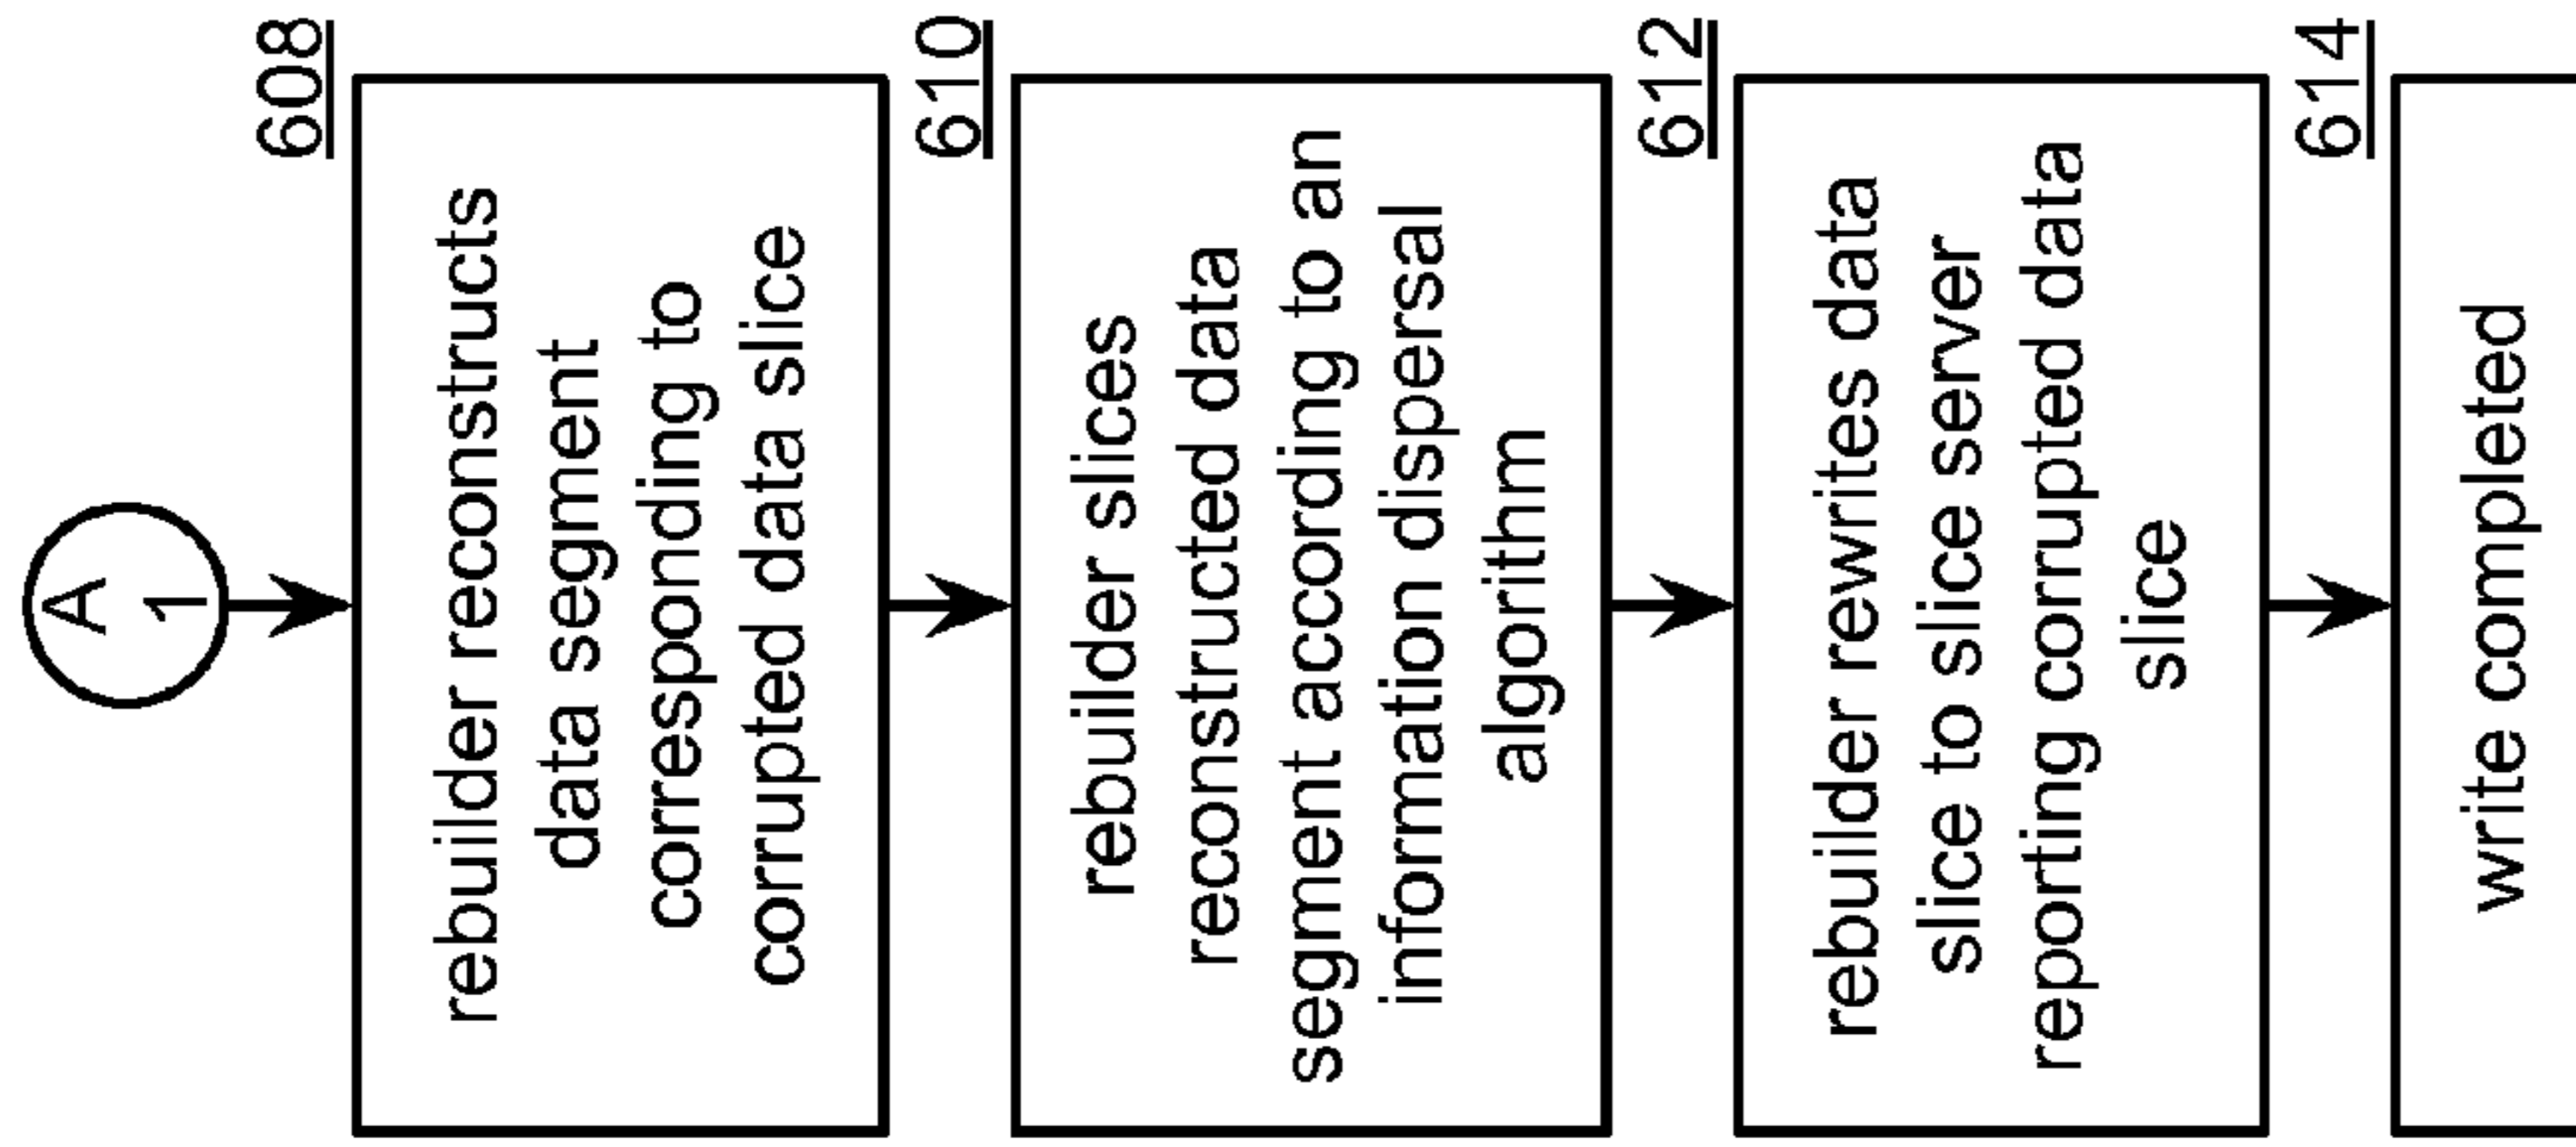 A
1
608
rebuilder reconstructs
data segment
corresponding to
corrupted data slice
610
rebuilder slices
reconstructed data
segment according to an
information dispersal
algorithm
612
rebuilder rewrites data
slice to slice server
reporting corrupted data
slice
614
write completed